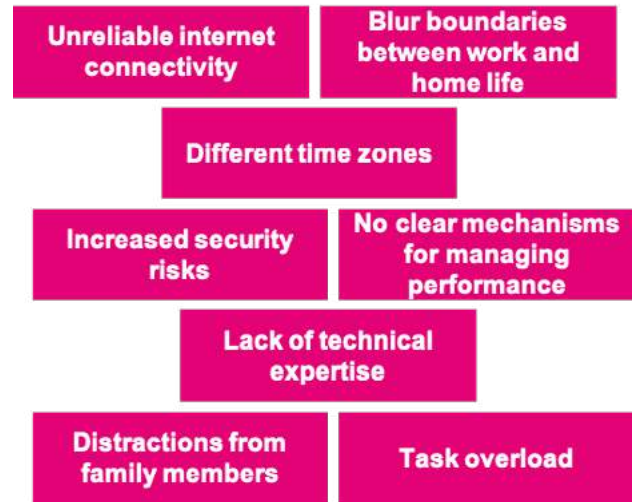 Unreliable internet
connectivity
Blur boundaries
between work and
home life
Different time zones
Increased security
risks
No clear mechanisms
for managing
performance
Lack of technical
expertise
Distractions from
family members
Task overload